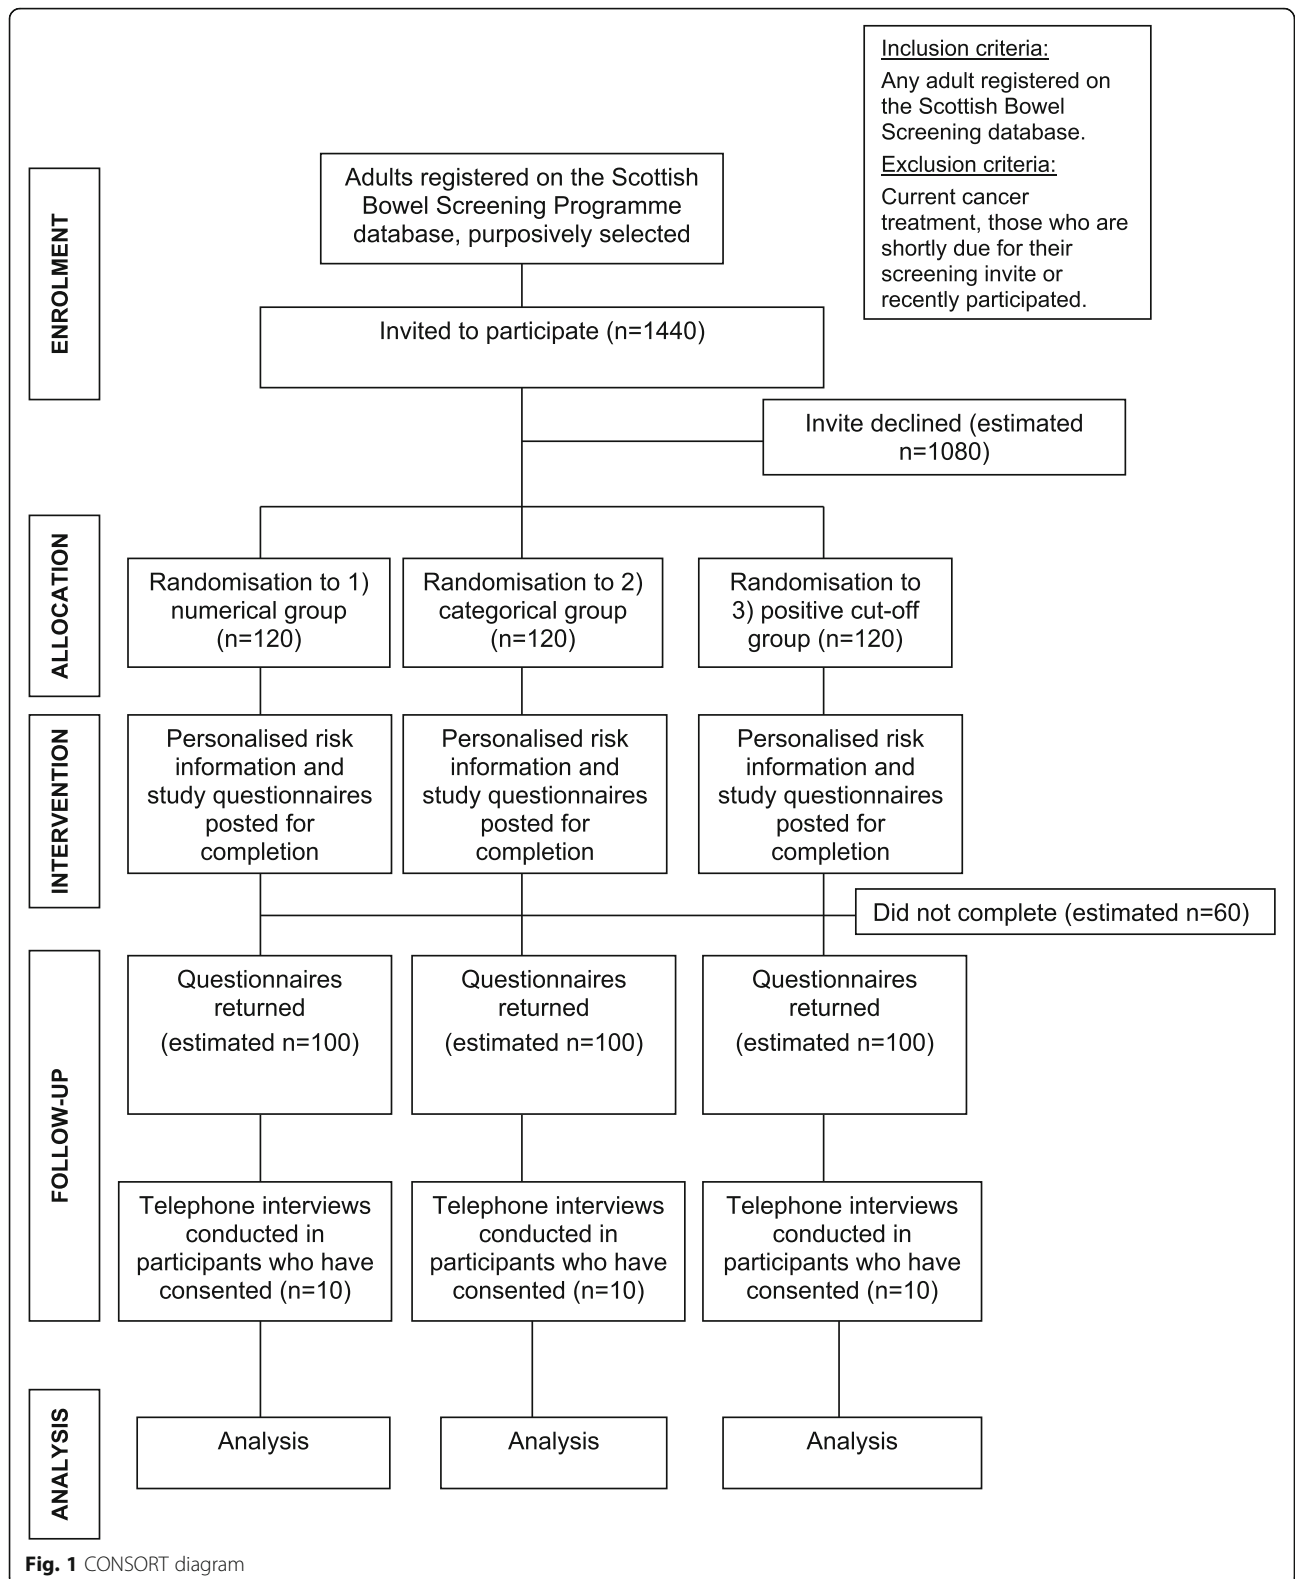 Inclusion criteria:
Any adult registered on
the Scottish Bowel
Screening database.
Exclusion criteria:
Current cancer
treatment, those who are
shortly due for their
screening invite or
recently participated.
ENROLMENT
Adults registered on the Scottish
Bowel Screening Programme
database, purposively selected
Invited to participate (n=1440)
Invite declined (estimated
n=1080)
ALLOCATION
Randomisation to 1)
numerical group
(n=120)
Randomisation to 2)
categorical group
(n=120)
Randomisation to
3) positive cut-off
group (n=120)
INTERVENTION
Personalised risk
information and
study questionnaires
posted for
completion
Personalised risk
information and
study questionnaires
posted for
completion
Personalised risk
information and
study questionnaires
posted for
completion
Did not complete (estimated n=60)
FOLLOW-UP
Questionnaires
returned
(estimated n=100)
Questionnaires
returned
(estimated n=100)
Questionnaires
returned
(estimated n=100)
Telephone interviews
conducted in
participants who have
consented (n=10)
Telephone interviews
conducted in
participants who have
consented (n=10)
Telephone interviews
conducted in
participants who have
consented (n=10)
ANALYSIS
Analysis
Analysis
Analysis
Fig. 1 CONSORT diagram